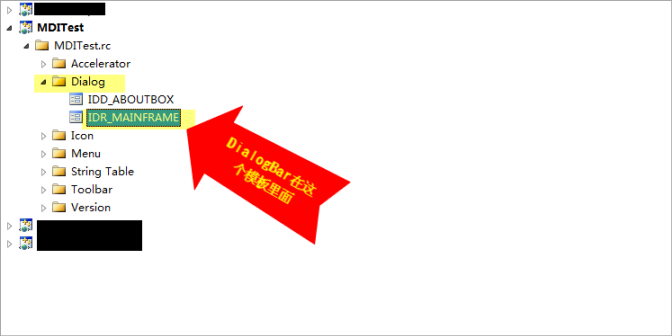 MDITest
MDITest.rc
Accelerator
Dialog
IDD_ABOUTBOX
IDR_MAINFRAME
DialogBar在这
个模板里面
Icon
Menu
String Table
Toolbar
Version